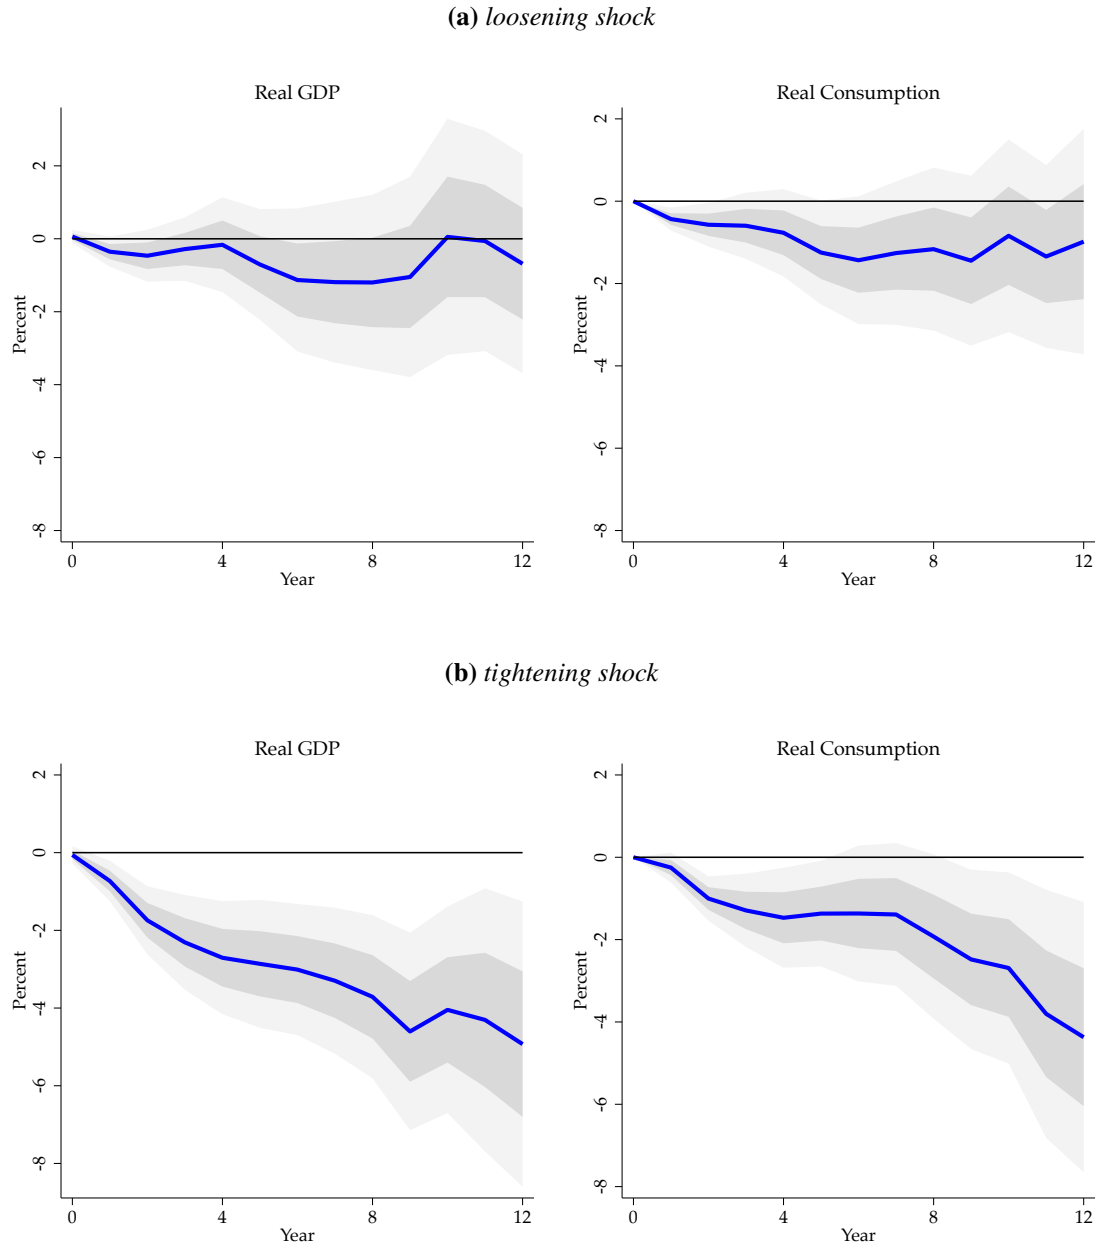 (a) loosening shock
Real GDP
Percent
2
0
-2
-4
-6
-8
0 4 8 12
Year
Real Consumption
Percent
2
0
-2
-4
-6
-8
0 4 8 12
Year
(b) tightening shock
Real GDP
Percent
2
0
-2
-4
-6
-8
0 4 8 12
Year
Real Consumption
Percent
2
0
-2
-4
-6
-8
0 4 8 12
Year